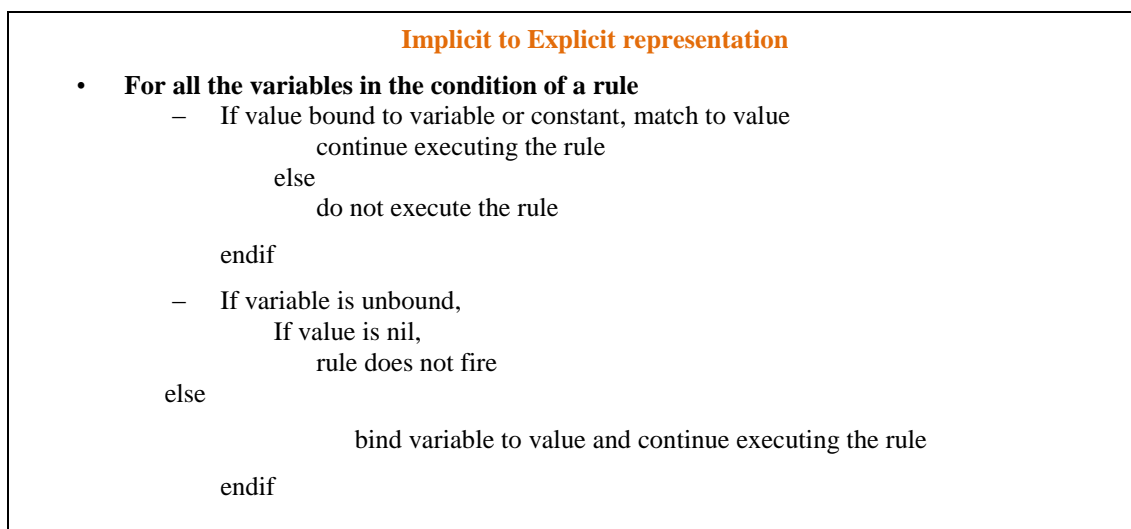 Implicit to Explicit representation
• For all the variables in the condition of a rule
– If value bound to variable or constant, match to value
continue executing the rule
else
do not execute the rule
endif
– If variable is unbound,
If value is nil,
rule does not fire
else
bind variable to value and continue executing the rule
endif